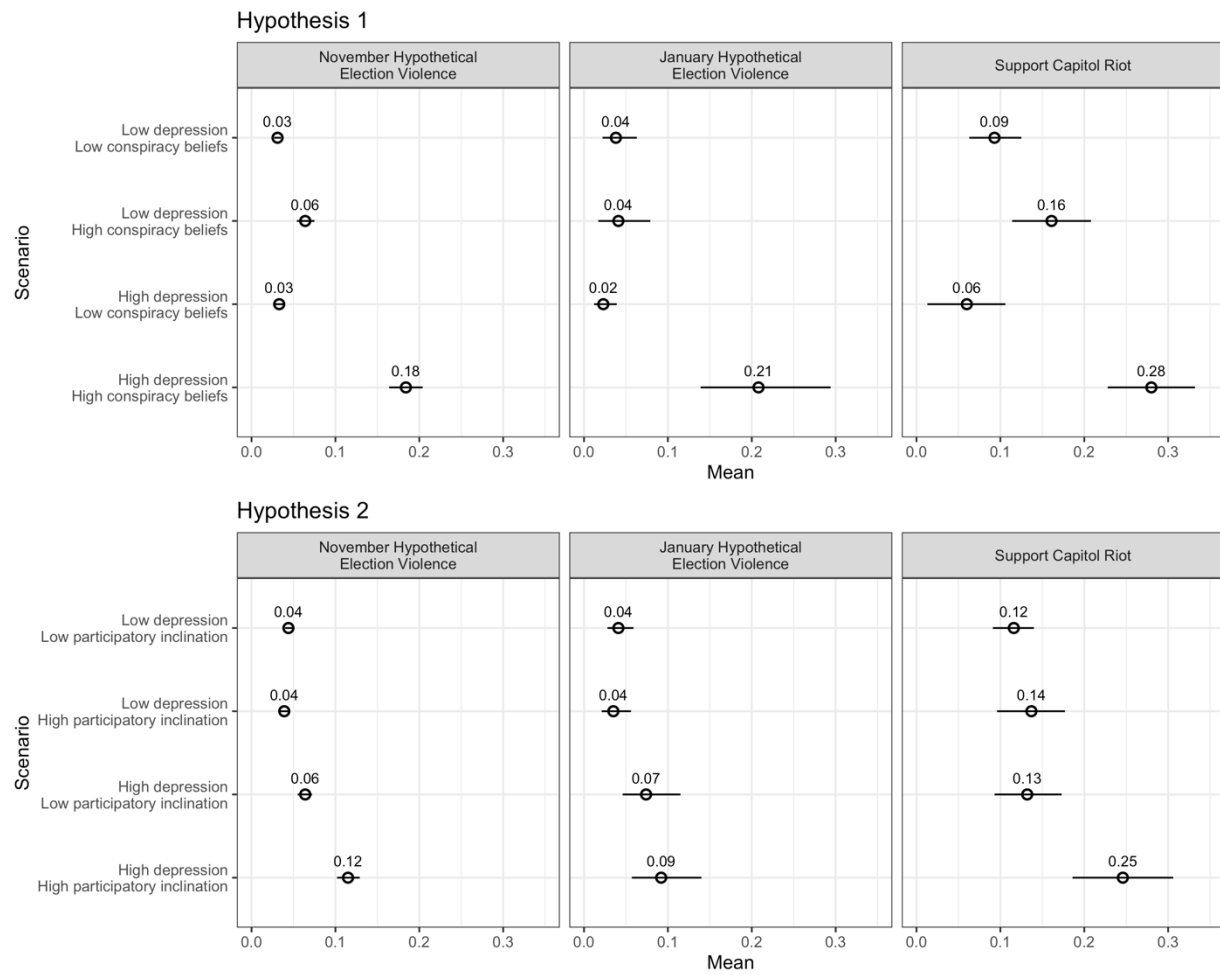 Hypothesis 1
November Hypothetical
Election Violence
January Hypothetical
Election Violence
Support Capitol Riot
Scenario
Low depression
Low conspiracy beliefs
0.03
0.04
0.09
Low depression
High conspiracy beliefs
0.06
0.04
0.16
High depression
Low conspiracy beliefs
0.03
0.02
0.06
High depression
High conspiracy beliefs
0.18
0.21
0.28
0.0 0.1 0.2 0.3
0.0 0.1 0.2 0.3
0.0 0.1 0.2 0.3
Mean
Hypothesis 2
November Hypothetical
Election Violence
January Hypothetical
Election Violence
Support Capitol Riot
Scenario
Low depression
Low participatory inclination
0.04
0.04
0.12
Low depression
High participatory inclination
0.04
0.04
0.14
High depression
Low participatory inclination
0.06
0.07
0.13
High depression
High participatory inclination
0.12
0.09
0.25
0.0 0.1 0.2 0.3
0.0 0.1 0.2 0.3
0.0 0.1 0.2 0.3
Mean